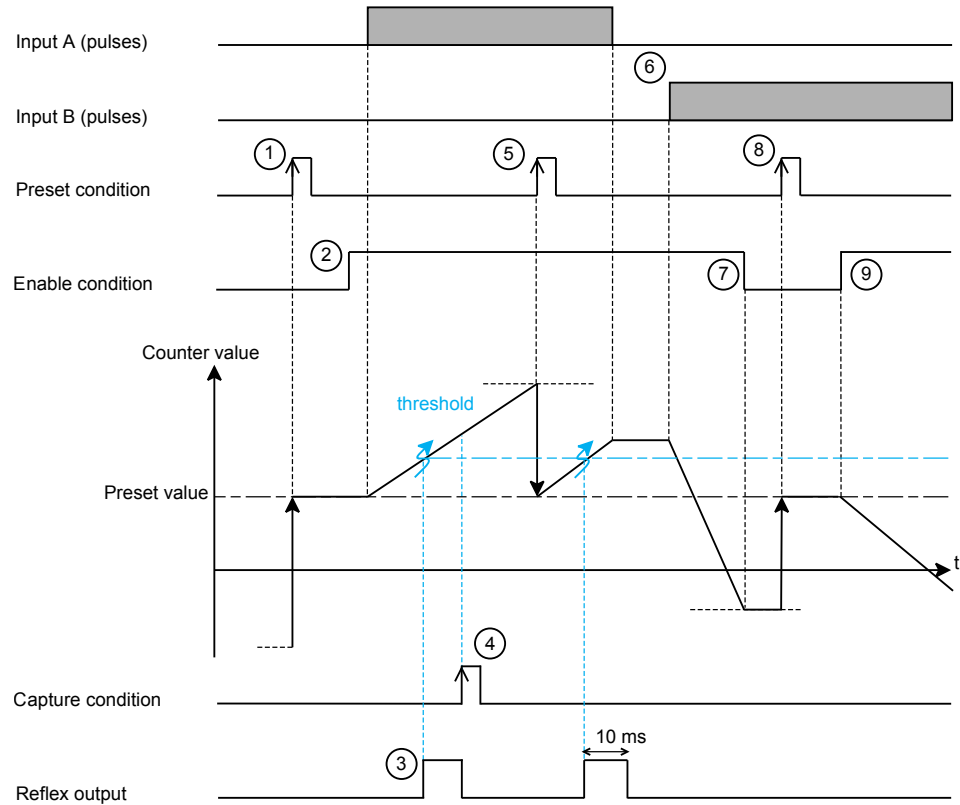 Input A (pulses)
6
Input B (pulses)
1
5
8
Preset condition
2
7
9
Enable condition
Counter value
threshold
Preset value
t
4
Capture condition
10 ms
3
Reflex output